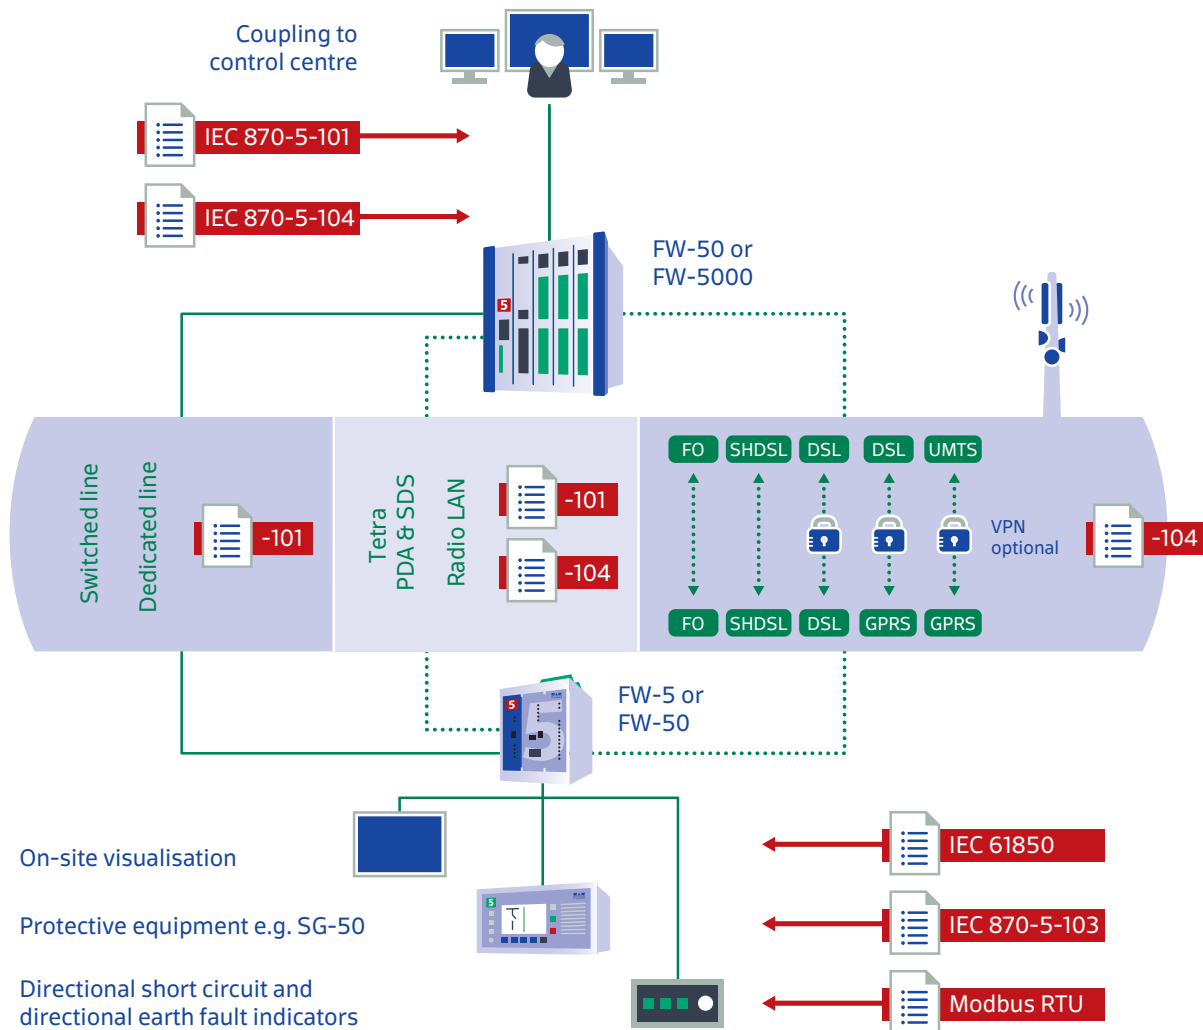 Coupling to
control centre
IEC 870-5-101
IEC 870-5-104
FW-50 or
FW-5000
5
Switched line
Dedicated line
-101
Tetra
PDA & SDS
Radio LAN
-101
-104
FO SHDSL DSL DSL UMTS
VPN
optional
-104
FO SHDSL DSL GPRS GPRS
FW-5 or
FW-50
5
5
On-site visualisation
IEC 61850
5
Protective equipment e.g. SG-50
IEC 870-5-103
Directional short circuit and
directional earth fault indicators
Modbus RTU